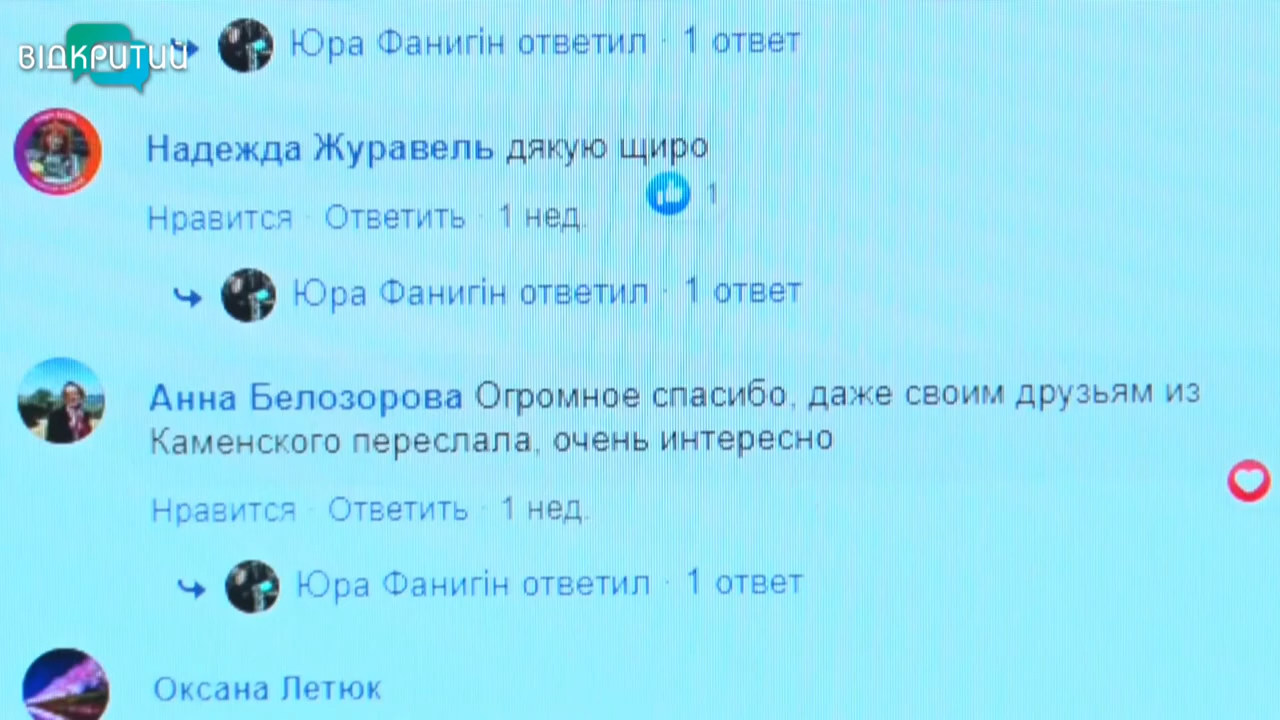 ВІДКРИТИЙ
Юра Фанигін ответил · 1 ответ
Надежда Журавель дякую щиро
1
Нравится · Ответить · 1 нед.
Юра Фанигін ответил · 1 ответ
Анна Белозорова Огромное спасибо, даже своим друзьям из
Каменского переслала, очень интересно
Нравится · Ответить · 1 нед.
Юра Фанигін ответил · 1 ответ
Оксана Летюк